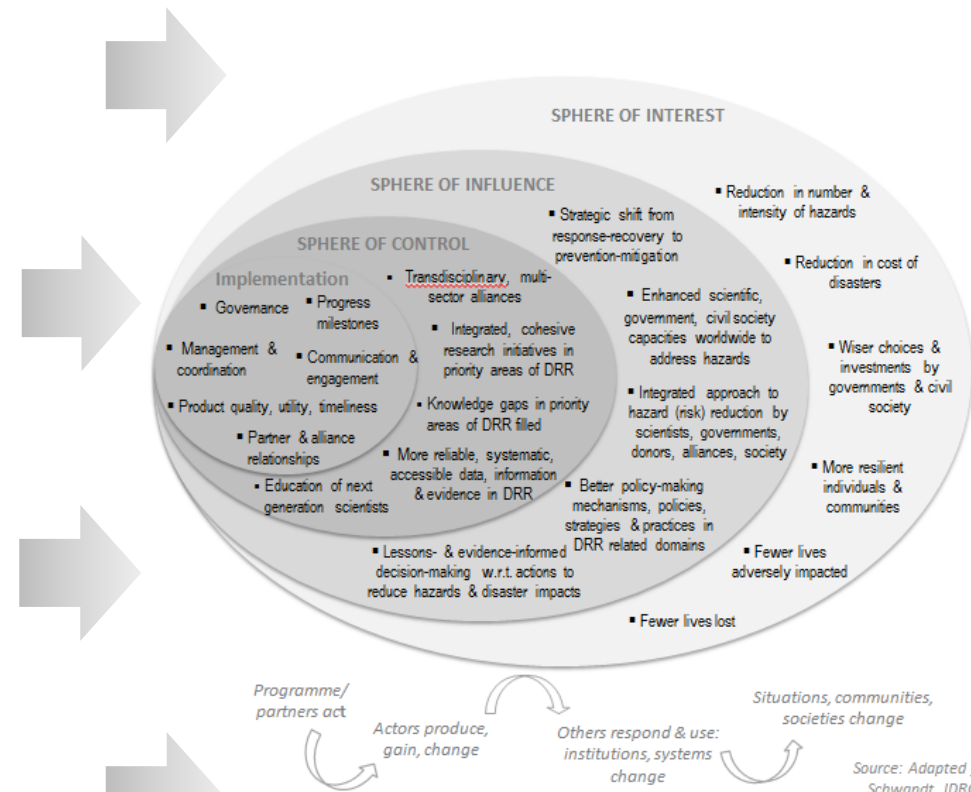 SPHERE OF INTEREST
SPHERE OF INFLUENCE
SPHERE OF CONTROL
Implementation
▪ Governance
▪ Progress
milestones
▪ Management &
coordination
▪ Communication &
engagement
▪ Product quality, utility, timeliness
▪ Partner & alliance
relationships
▪ Transdisciplinary, multi-
sector alliances
▪ Integrated, cohesive
research initiatives in
priority areas of DRR
▪ Knowledge gaps in priority
areas of DRR filled
▪ More reliable, systematic,
accessible data, information
& evidence in DRR
▪ Education of next
generation scientists
▪ Strategic shift from
response-recovery to
prevention-mitigation
▪ Enhanced scientific,
government, civil society
capacities worldwide to
address hazards
▪ Integrated approach to
hazard (risk) reduction by
scientists, governments,
donors, alliances, society
▪ Better policy-making
mechanisms, policies,
strategies & practices in
DRR related domains
▪ Lessons- & evidence-informed
decision-making w.r.t. actions to
reduce hazards & disaster impacts
▪ Reduction in number &
intensity of hazards
▪ Reduction in cost of
disasters
▪ Wiser choices &
investments by
governments & civil
society
▪ More resilient
individuals &
communities
▪ Fewer lives
adversely impacted
▪ Fewer lives lost
Programme/
partners act
Actors produce,
gain, change
Others respond & use:
institutions, systems
change
Situations, communities,
societies change
Source: Adapted
Schwandt, IDR